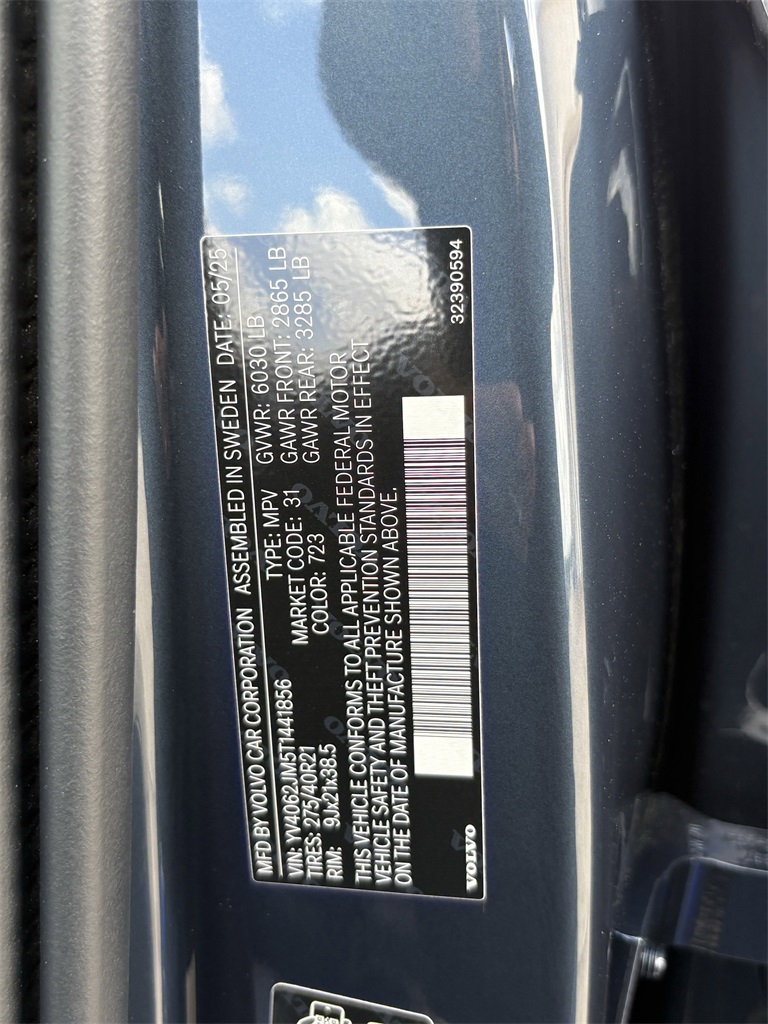 MFD BY VOLVO CAR CORPORATION ASSEMBLED IN SWEDEN DATE: 05/25
VIN: YV4062JM5T1441856 TYPE: MPV GVWR: 6030 LB
TIRES: 275/40R21 MARKET CODE: 31 GAWR FRONT: 2865 LB
RIM: 9Jx21x38.5 COLOR: 723 GAWR REAR: 3285 LB
THIS VEHICLE CONFORMS TO ALL APPLICABLE FEDERAL MOTOR
VEHICLE SAFETY AND THEFT PREVENTION STANDARDS IN EFFECT
ON THE DATE OF MANUFACTURE SHOWN ABOVE.
VOLVO 32390594